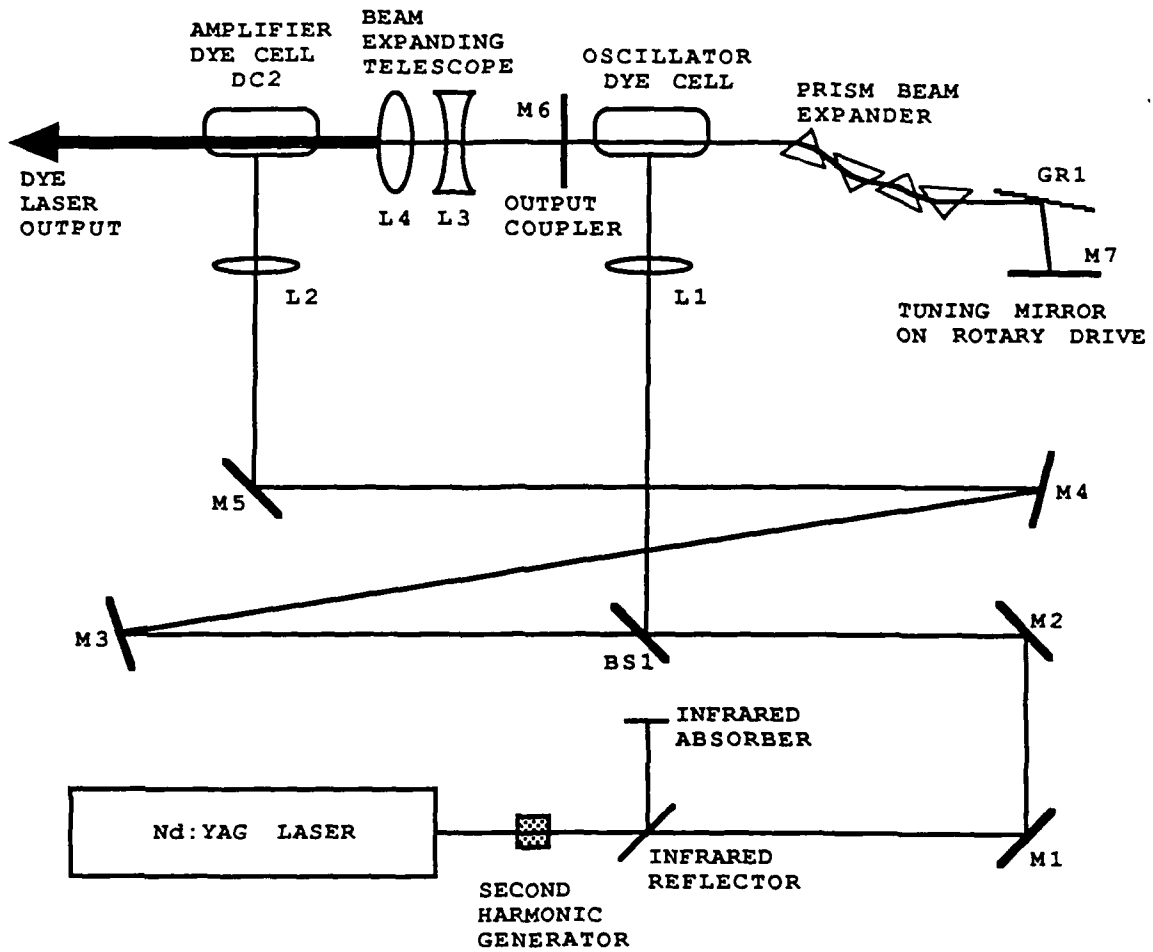 AMPLIFIER
DYE CELL
DC2
BEAM
EXPANDING
TELESCOPE
OSCILLATOR
DYE CELL
M6
PRISM BEAM
EXPANDER
GR1
DYE
LASER
OUTPUT
L4
L3
OUTPUT
COUPLER
M7
L2
L1
TUNING MIRROR
ON ROTARY DRIVE
M5
M4
M3
M2
BS1
INFRARED
ABSORBER
Nd:YAG LASER
M1
INFRARED
REFLECTOR
SECOND
HARMONIC
GENERATOR